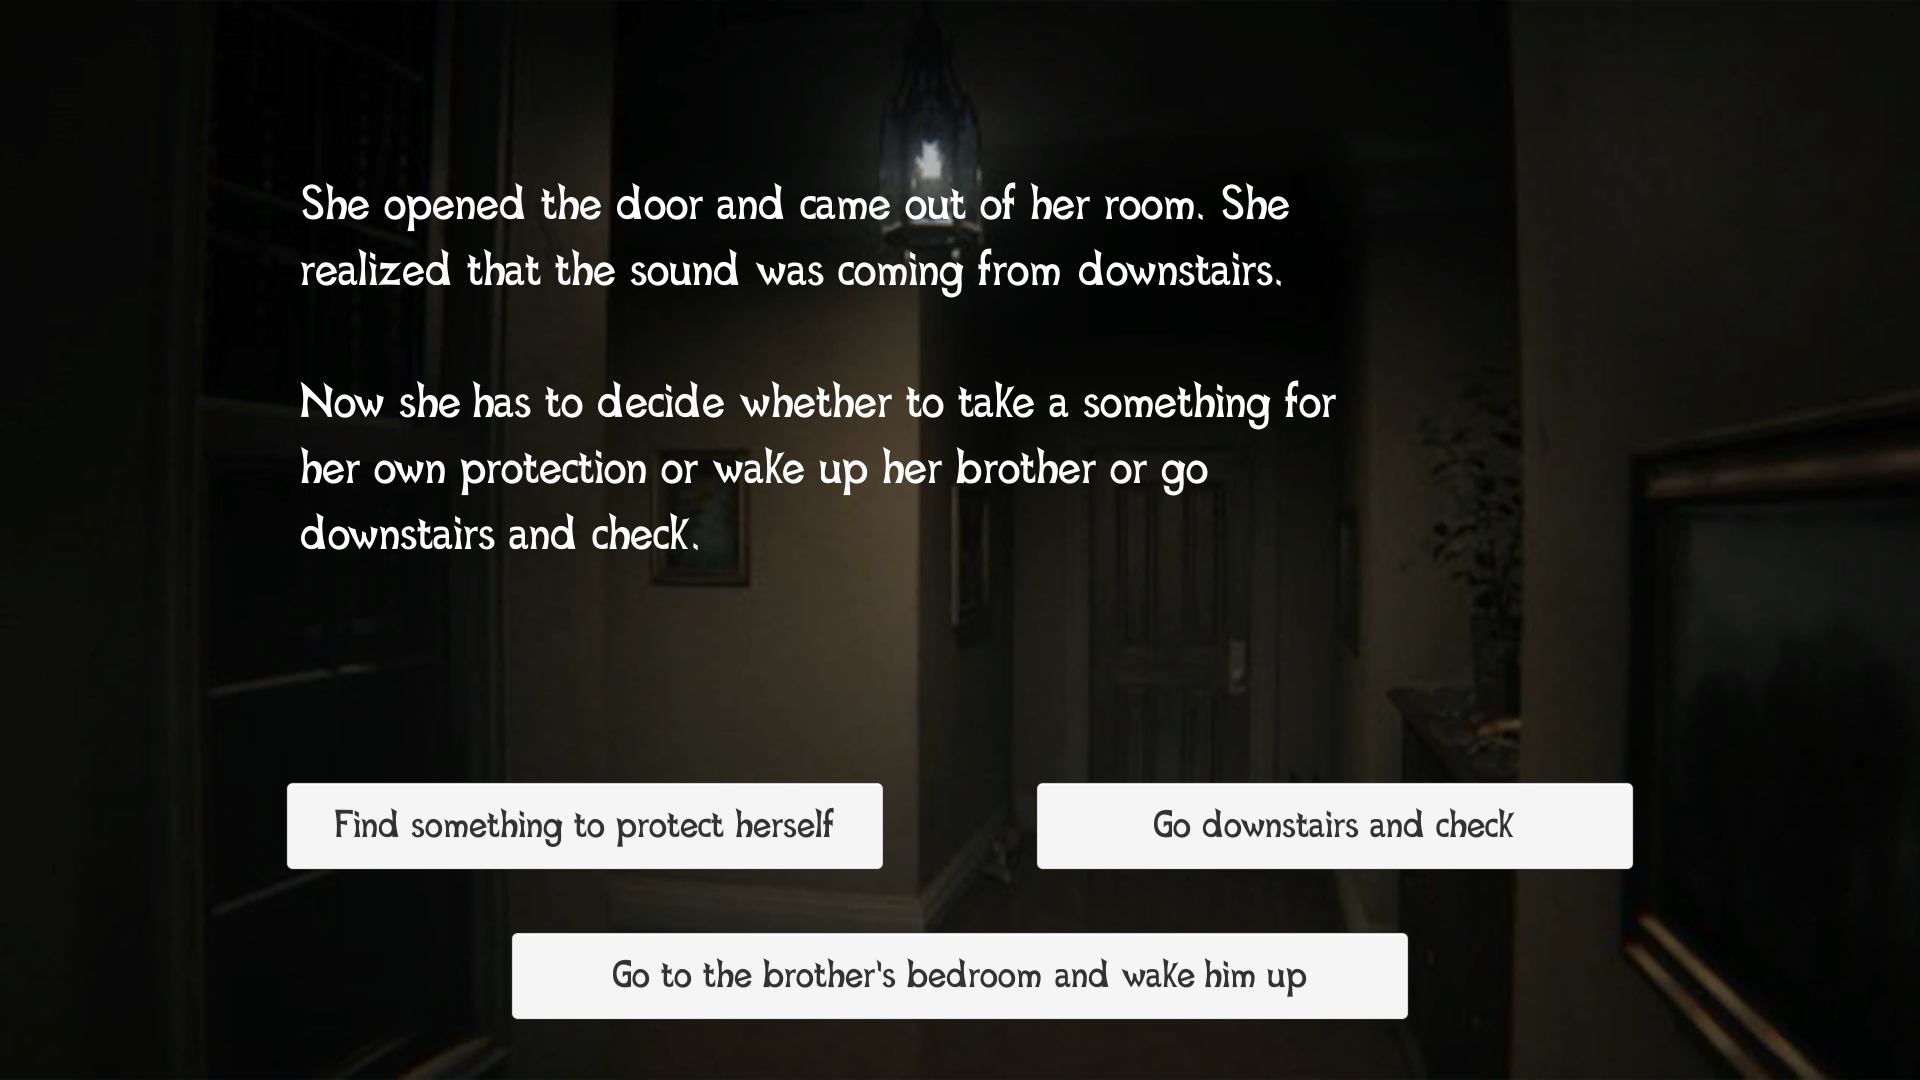 She opened the door and came out of her room. She
realized that the sound was coming from downstairs.
Now she has to decide whether to take a something for
her own protection or wake up her brother or go
downstairs and check.
Find something to protect herself
Go downstairs and check
Go to the brother's bedroom and wake him up